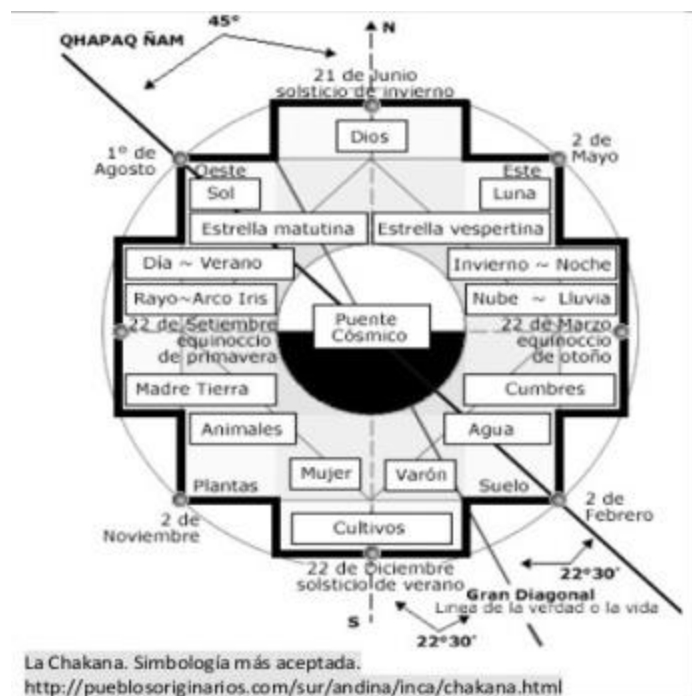 45°
QHAPAQ ÑAM
N
21 de Junio
solsticio de invierno
Dios
1º de
Agosto
2 de
Mayo
Oeste
Este
Sol
Luna
Estrella matutina
Estrella vespertina
Día ~ Verano
Invierno ~ Noche
Rayo~Arco Iris
Nube ~ Lluvia
Puente
Cósmico
22 de Setiembre
equinoccio
de primavera
22 de Marzo
equinoccio
de otoño
Madre Tierra
Cumbres
Animales
Agua
Mujer
Varón
Plantas
Suelo
2 de
Noviembre
2 de
Febrero
Cultivos
22 de Diciembre
solsticio de verano
22°30´
Gran Diagonal
Linea de la verdad o la vida
S
22°30´
La Chakana. Simbología más aceptada.
http://pueblosoriginarios.com/sur/andina/inca/chakana.html